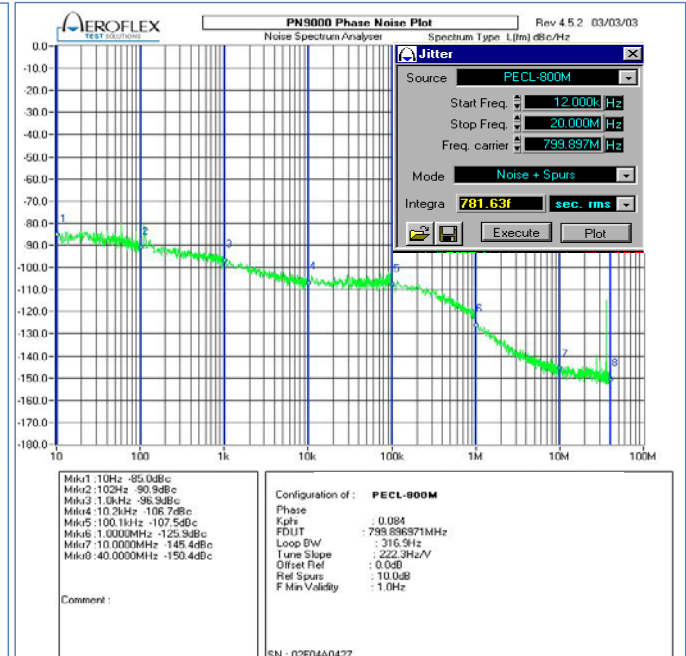 AEROFLEX
TEST SOLUTIONS
PN9000 Phase Noise Plot
Rev 4.5.2 03/03/03
Noise Spectrum Analyser
Spectrum Type L(fm) dBc/Hz
Jitter
Source PECL-800M
Start Freq. 12.000k Hz
Stop Freq. 20.000M Hz
Freq. carrier 799.897M Hz
Mode Noise + Spurs
Integra 781.63f sec. rms
Execute Plot
0.0
-10.0
-20.0
-30.0
-40.0
-50.0
-60.0
-70.0
-80.0
-90.0
-100.0
-110.0
-120.0
-130.0
-140.0
-150.0
-160.0
-170.0
-180.0
1 2 3 4 5 6 7 8
10 100 1k 10k 100k 1M 10M 100M
Mrkr1 :10Hz -85.0dBc
Mrkr2 :102Hz -90.9dBc
Mrkr3 :1.0kHz -96.9dBc
Mrkr4 :10.2kHz -106.7dBc
Mrkr5 :100.1kHz -107.5dBc
Mrkr6 :1.0000MHz -125.9dBc
Mrkr7 :10.0000MHz -145.4dBc
Mrkr8 :40.0000MHz -150.4dBc
Comment :
Configuration of : PECL-800M
Phase
Kphi : 0.084
FDUT : 799.896971MHz
Loop BW : 316.9Hz
Tune Slope : 222.3Hz/V
Offset Ref : 0.0dB
Rel Spurs : 10.0dB
F Min Validity : 1.0Hz
SN : 02F04A0427